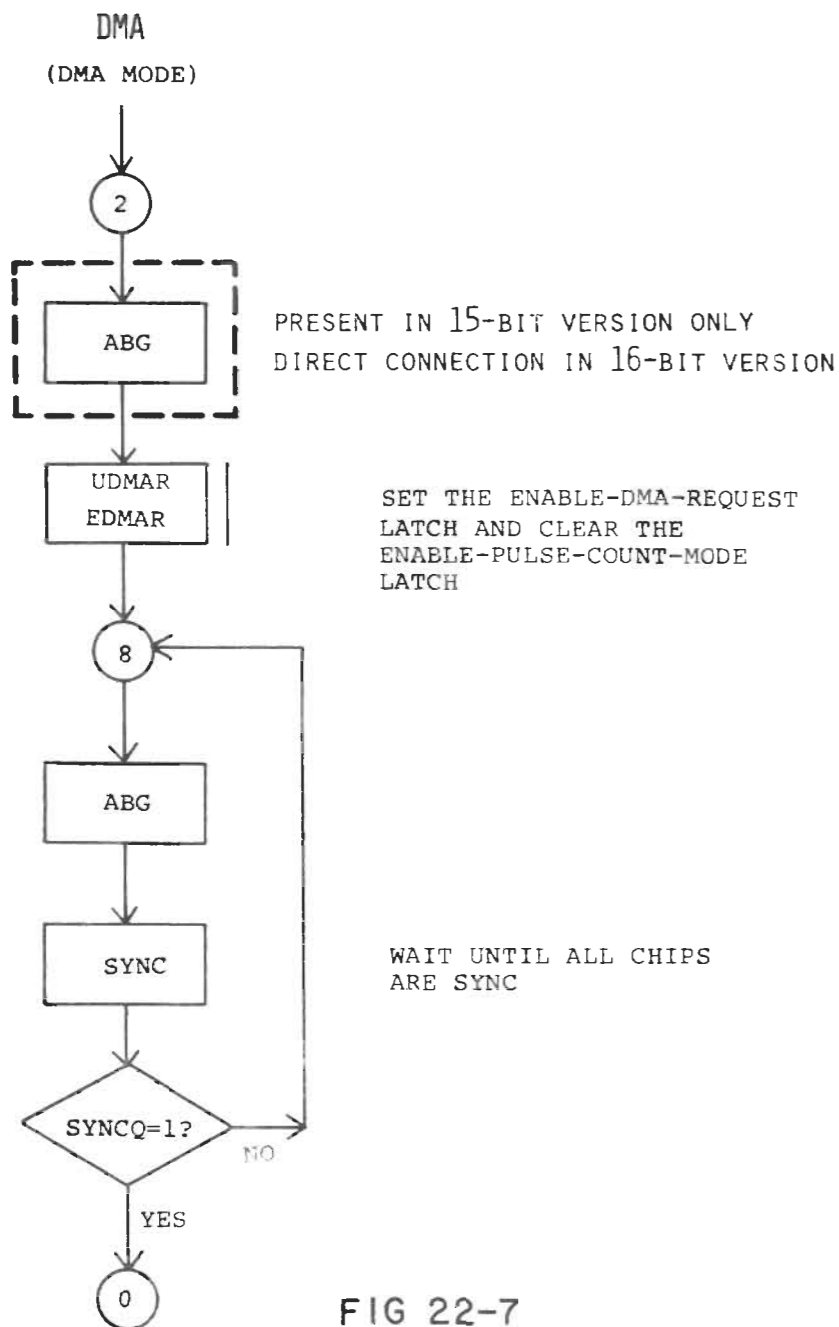 DMA
(DMA MODE)
2
ABG
PRESENT IN 15-BIT VERSION ONLY
DIRECT CONNECTION IN 16-BIT VERSION
UDMAR
EDMAR
SET THE ENABLE-DMA-REQUEST
LATCH AND CLEAR THE
ENABLE-PULSE-COUNT-MODE
LATCH
8
ABG
SYNC
WAIT UNTIL ALL CHIPS
ARE SYNC
SYNCQ=1?
NO
YES
0
FIG 22-7